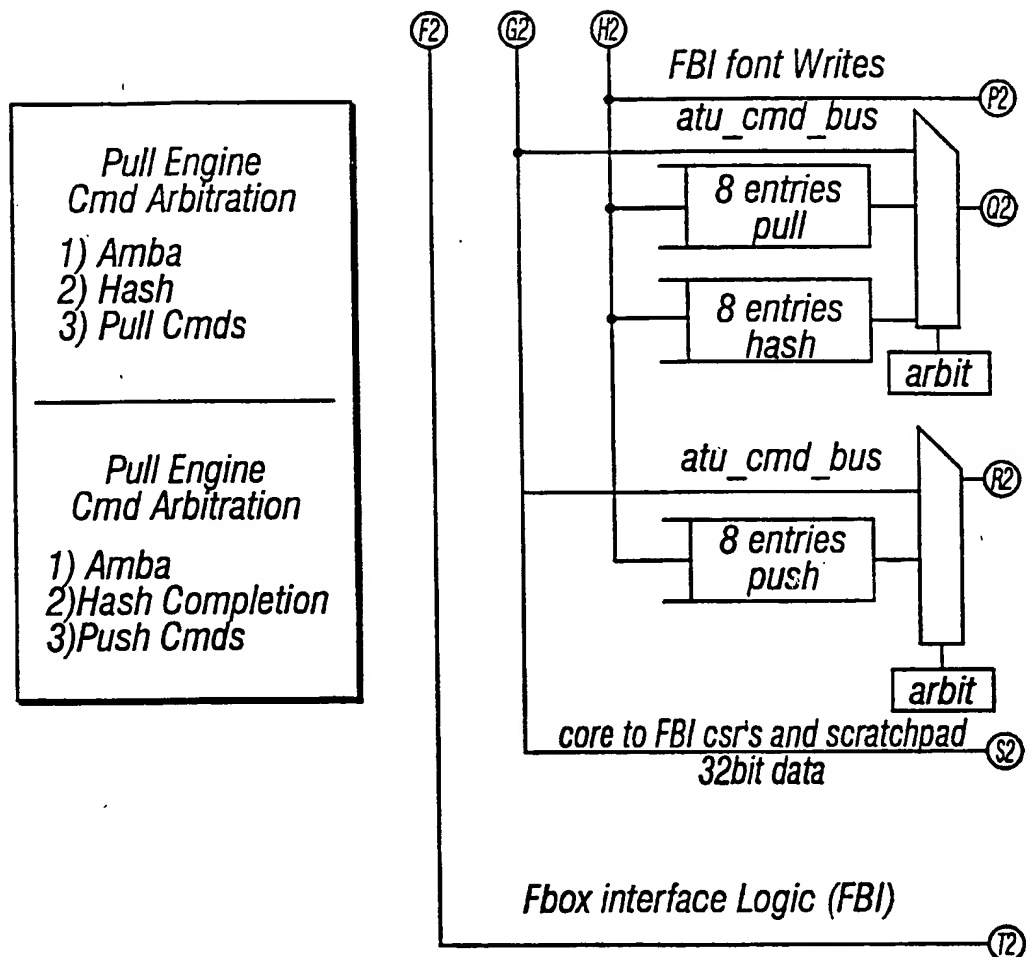 F2
G2
H2
FBI font Writes
P2
atu_cmd_bus
8 entries
pull
Q2
8 entries
hash
arbit
Pull Engine
Cmd Arbitration
1) Amba
2) Hash
3) Pull Cmds
Pull Engine
Cmd Arbitration
1) Amba
2)Hash Completion
3)Push Cmds
atu_cmd_bus
R2
8 entries
push
arbit
core to FBI csr's and scratchpad
32bit data
S2
Fbox interface Logic (FBI)
T2